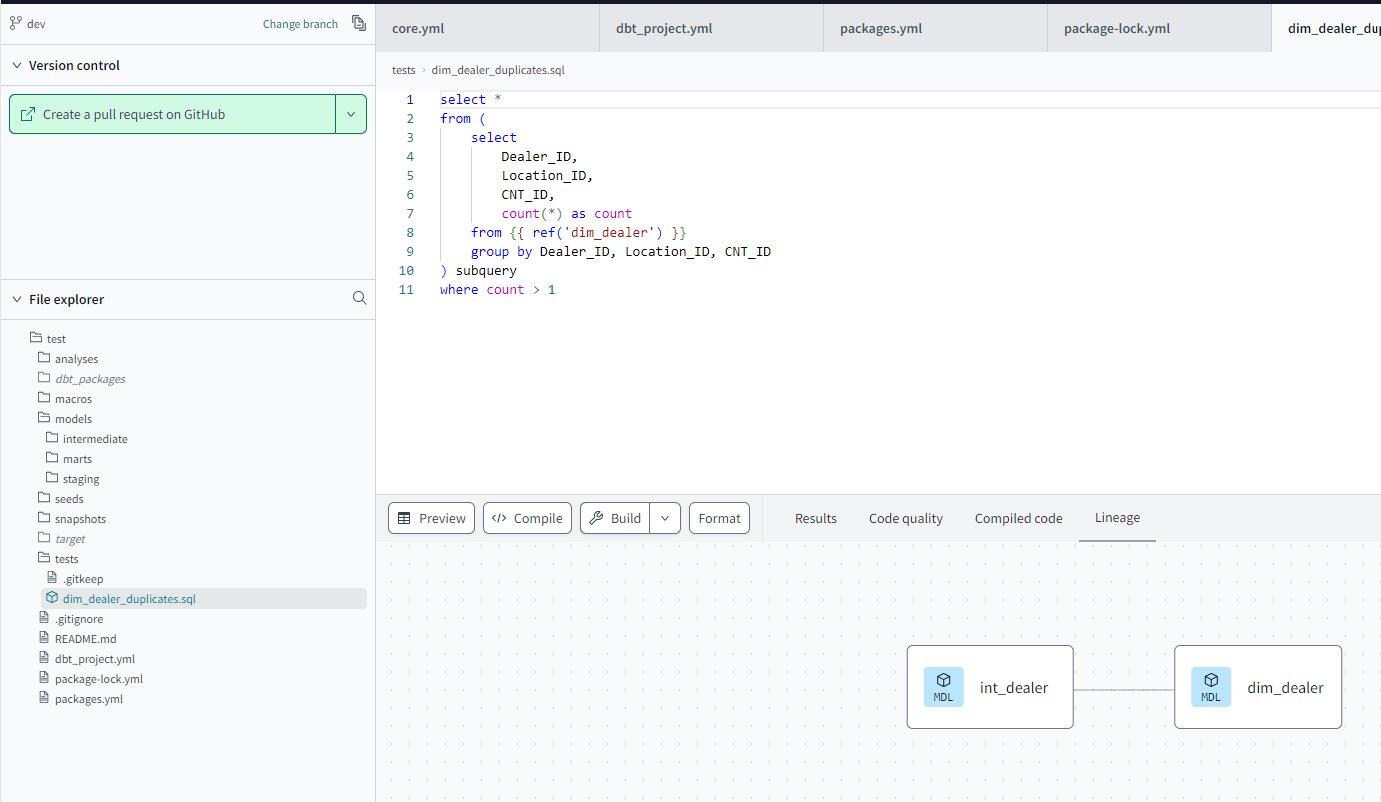 dev
Change branch
Version control
Create a pull request on GitHub
File explorer
test
analyses
dbt_packages
macros
models
intermediate
marts
staging
seeds
snapshots
target
tests
.gitkeep
dim_dealer_duplicates.sql
.gitignore
README.md
dbt_project.yml
package-lock.yml
packages.yml
core.yml
dbt_project.yml
packages.yml
package-lock.yml
dim_dealer_dup
tests › dim_dealer_duplicates.sql
1 select *
2 from (
3 select
4 Dealer_ID,
5 Location_ID,
6 CNT_ID,
7 count(*) as count
8 from {{ ref('dim_dealer') }}
9 group by Dealer_ID, Location_ID, CNT_ID
10 ) subquery
11 where count > 1
Preview
</> Compile
Build
Format
Results
Code quality
Compiled code
Lineage
MDL
int_dealer
MDL
dim_dealer